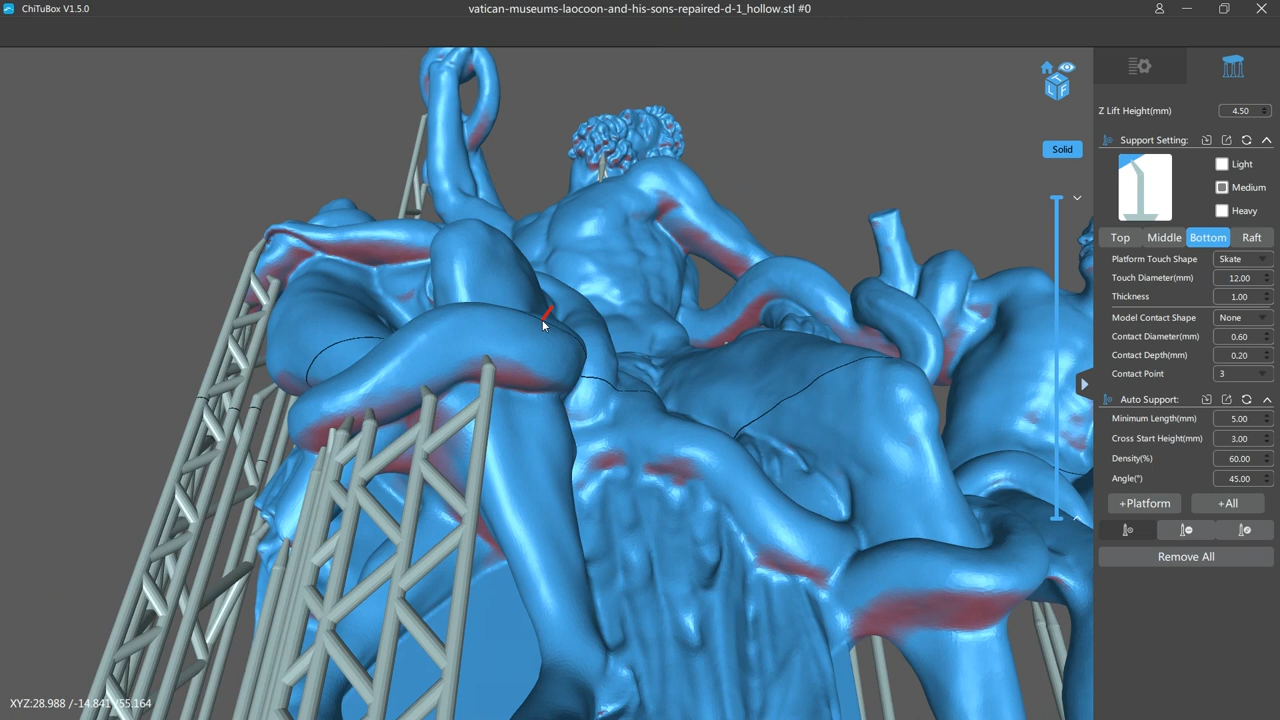 ChiTuBox V1.5.0
vatican-museums-laocoon-and-his-sons-repaired-d-1_hollow.stl #0
Z Lift Height(mm) 4.50
Support Setting:
Solid
Light
Medium
Heavy
Top Middle Bottom Raft
Platform Touch Shape Skate
Touch Diameter(mm) 12.00
Thickness 1.00
Model Contact Shape None
Contact Diameter(mm) 0.60
Contact Depth(mm) 0.20
Contact Point 3
Auto Support:
Minimum Length(mm) 5.00
Cross Start Height(mm) 3.00
Density(%) 60.00
Angle(°) 45.00
+Platform +All
Remove All
XYZ:28.988 /-14.841 /55.164